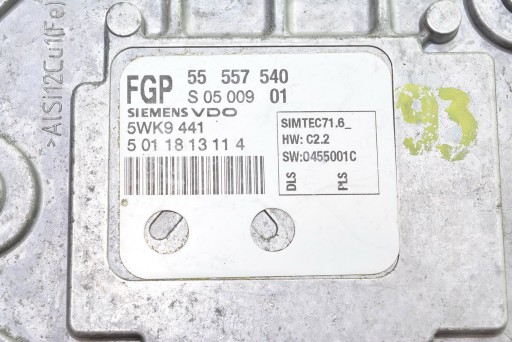 >AlSi12Cu1(Fe)
FGP 55 557 540
S 05 009 01
SIEMENS VDO
5WK9 441
5 01 18 13 11 4
SIMTEC71.6_
HW: C2.2
SW:0455001C
DLS PLS
93